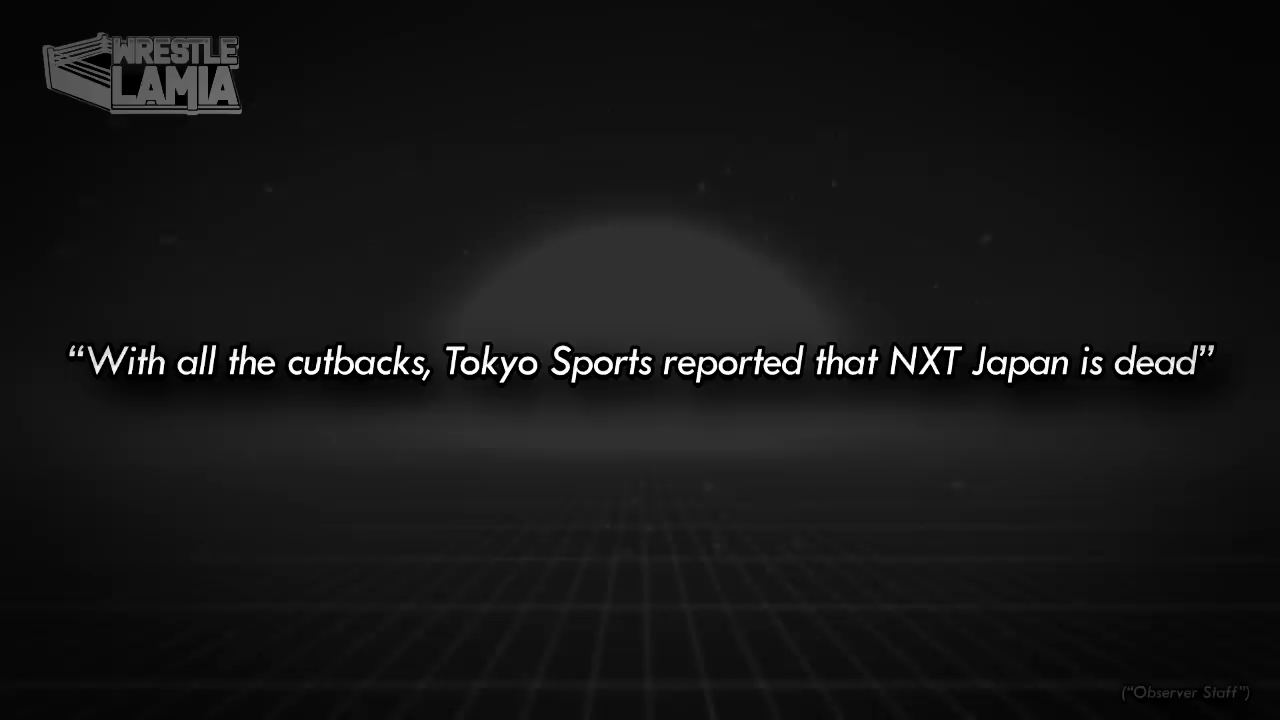 WRESTLE
LAMIA
“With all the cutbacks, Tokyo Sports reported that NXT Japan is dead”
(“Observer Staff”)